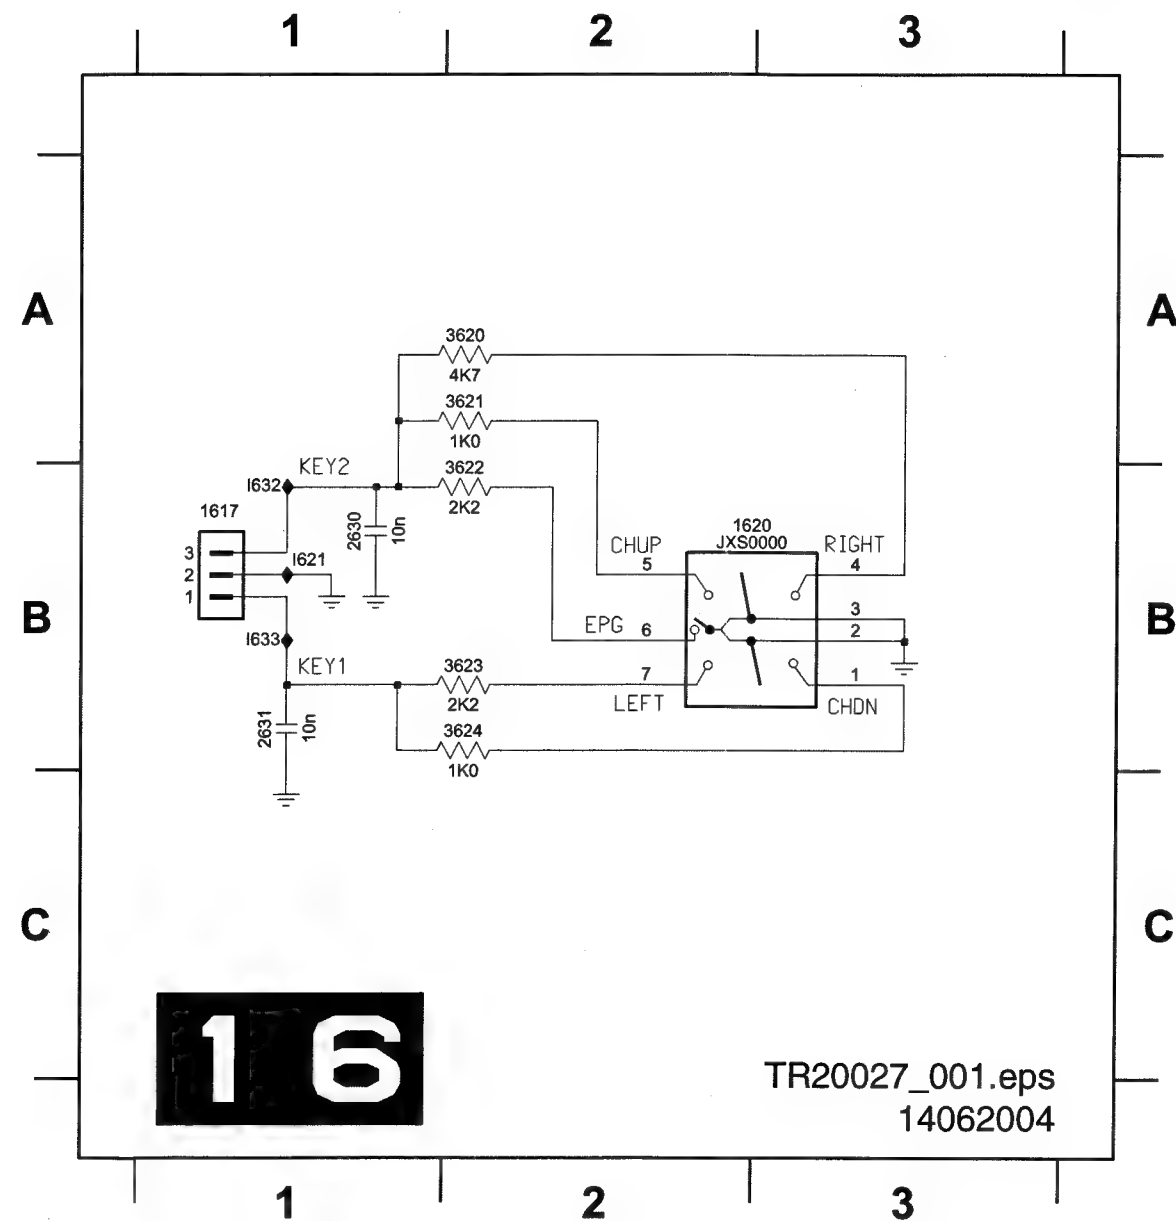 1 2 3
A A
3620
4K7
3621
1K0
KEY2
3622
I632
2K2
1617
2630
10n
1620
JXS0000
CHUP
RIGHT
3
I621
5
4
2
1
3
B B
EPG 6
2
I633
KEY1
3623
7
1
2K2
LEFT
CHDN
2631
10n
3624
1K0
C C
1 6
TR20027_001.eps
14062004
1 2 3